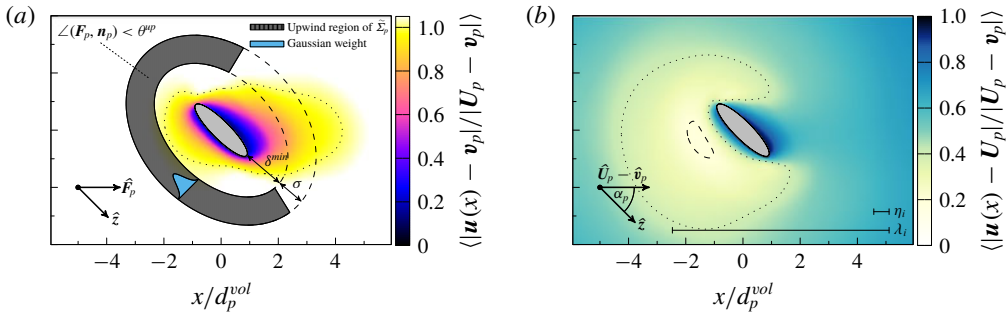 (a)
∠(F_p, n_p) < θ^{up}
Upwind region of Σ̃_p
Gaussian weight
δ^{min}
σ
F̂_p
ẑ
−4 −2 0 2 4
x/d_p^{vol}
1.0
0.8
0.6
0.4
0.2
0
⟨|u(x) − v_p|⟩/|U_p − v_p|
(b)
Û_p − v̂_p
α_p
ẑ
η_i
λ_i
−4 −2 0 2 4
x/d_p^{vol}
1.0
0.8
0.6
0.4
0.2
0
⟨|u(x) − U_p|⟩/|U_p − v_p|